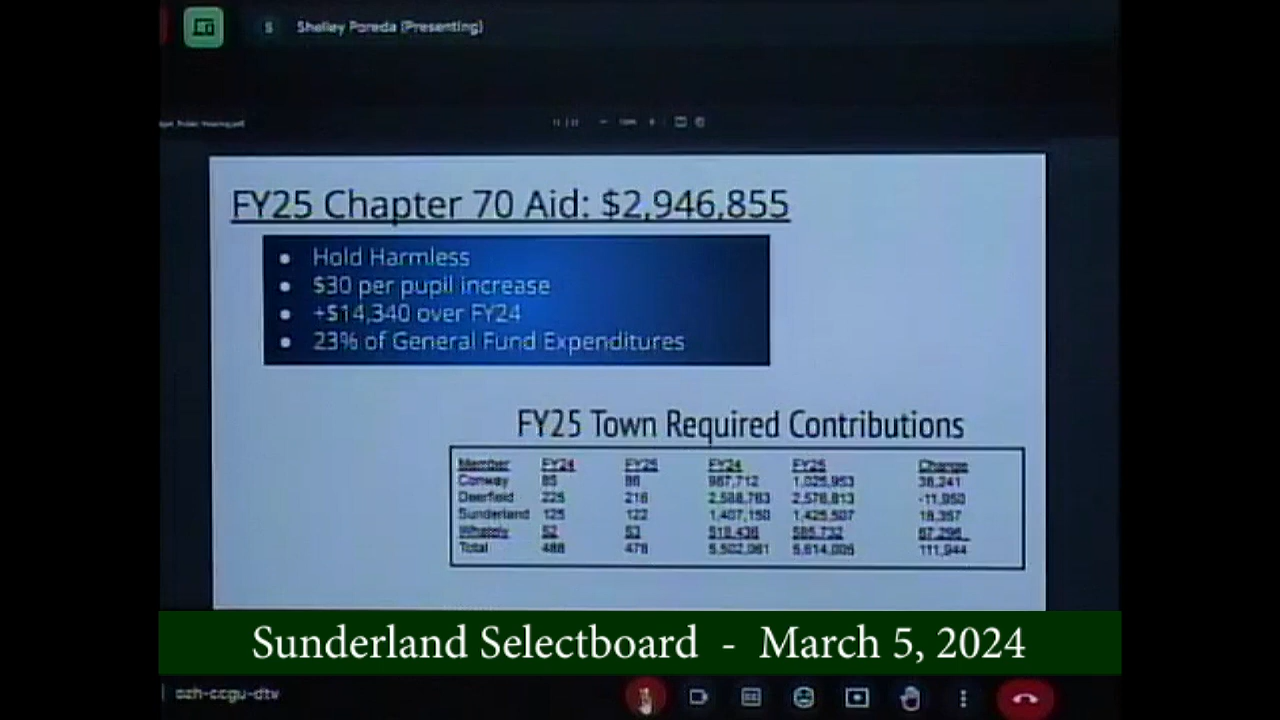 S Shelley Poreda (Presenting)
FY25 Chapter 70 Aid: $2,946,855
• Hold Harmless
• $30 per pupil increase
• +$14,340 over FY24
• 23% of General Fund Expenditures
FY25 Town Required Contributions
Member FY24 FY25 FY24 FY25 Change
Conway 85 86 987,712 1,025,953 38,241
Deerfield 225 216 2,588,763 2,576,813 -11,950
Sunderland 125 122 1,407,150 1,425,507 18,357
Whately 52 53 518,436 585,732 67,296
Total 488 478 5,502,061 5,614,005 111,944
Sunderland Selectboard - March 5, 2024